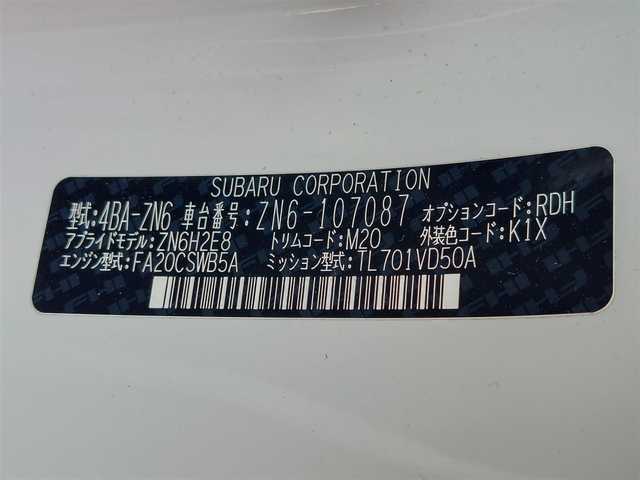 SUBARU CORPORATION
型式:4BA-ZN6 車台番号:ZN6-107087 オプションコード:RDH
アプライドモデル:ZN6H2E8 トリムコード:M20 外装色コード:K1X
エンジン型式:FA20CSWB5A ミッション型式:TL701VD50A